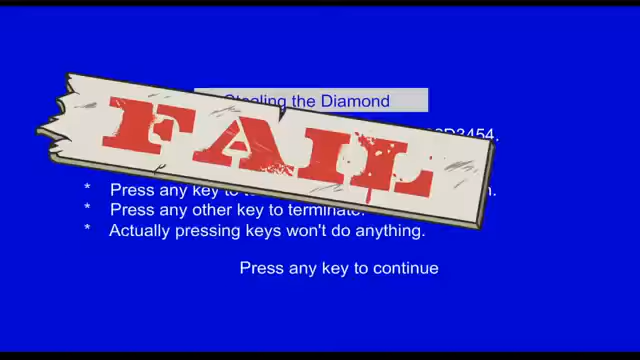 Stealing the Diamond
FAIL
* Press any key to
* Press any other key to terminate.
* Actually pressing keys won't do anything.
Press any key to continue